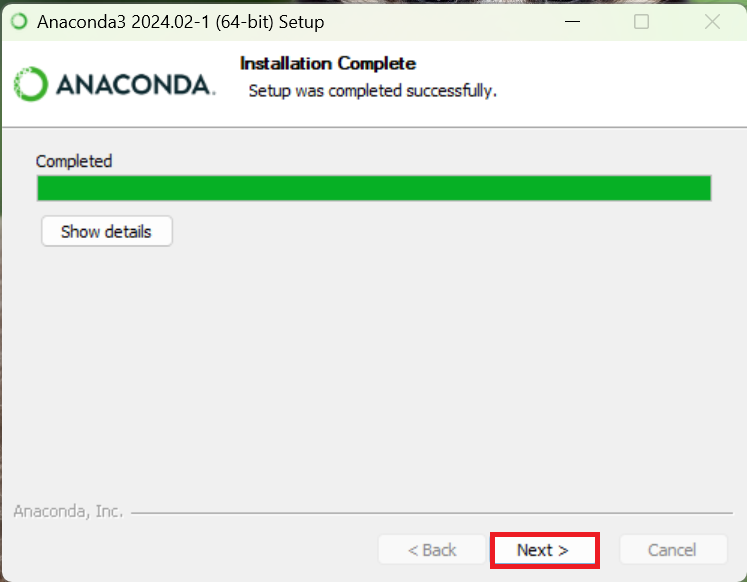 Anaconda3 2024.02-1 (64-bit) Setup
ANACONDA.
Installation Complete
Setup was completed successfully.
Completed
Show details
Anaconda, Inc.
< Back
Next >
Cancel